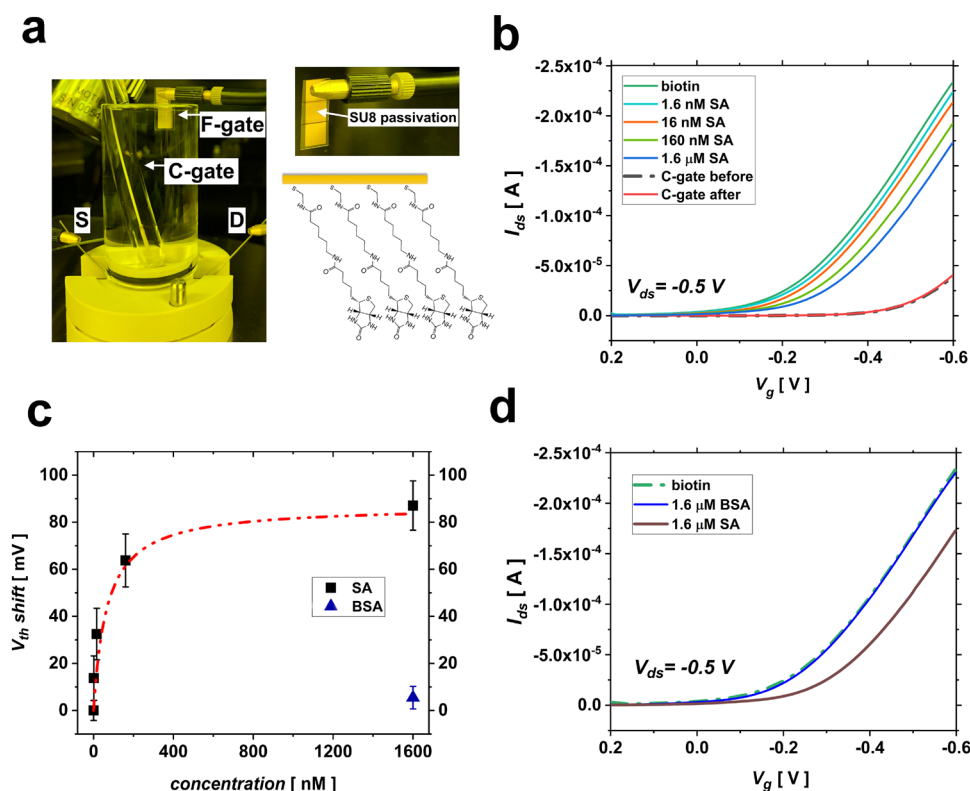 a
F-gate
C-gate
S
D
SU8 passivation
b
-2.5x10⁻⁴
-2.0x10⁻⁴
-1.5x10⁻⁴
-1.0x10⁻⁴
-5.0x10⁻⁵
0.0
I_ds [ A ]
biotin
1.6 nM SA
16 nM SA
160 nM SA
1.6 μM SA
C-gate before
C-gate after
V_ds= -0.5 V
0.2 0.0 -0.2 -0.4 -0.6
V_g [ V ]
c
100
80
60
40
20
0
V_th shift [ mV ]
SA
BSA
100
80
60
40
20
0
0 400 800 1200 1600
concentration [ nM ]
d
-2.5x10⁻⁴
-2.0x10⁻⁴
-1.5x10⁻⁴
-1.0x10⁻⁴
-5.0x10⁻⁵
0.0
I_ds [ A ]
biotin
1.6 μM BSA
1.6 μM SA
V_ds= -0.5 V
0.2 0.0 -0.2 -0.4 -0.6
V_g [ V ]